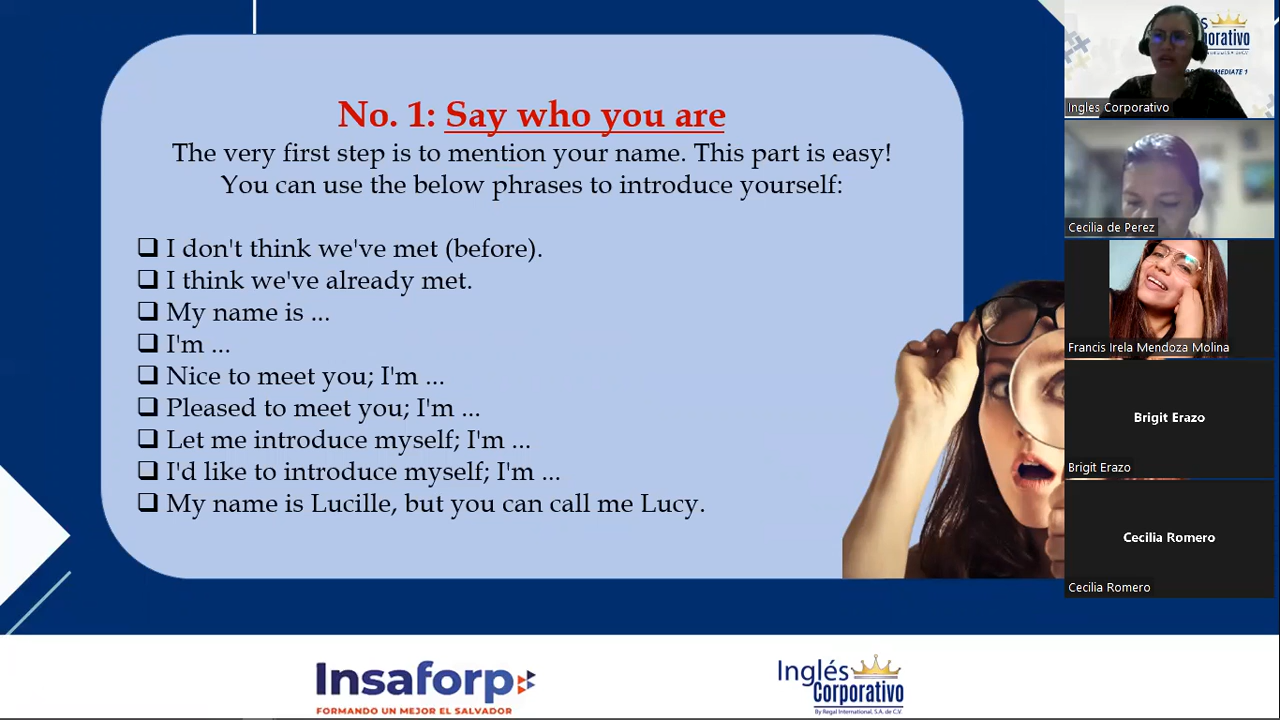 No. 1: Say who you are
The very first step is to mention your name. This part is easy!
You can use the below phrases to introduce yourself:
❑ I don't think we've met (before).
❑ I think we've already met.
❑ My name is ...
❑ I'm ...
❑ Nice to meet you; I'm ...
❑ Pleased to meet you; I'm ...
❑ Let me introduce myself; I'm ...
❑ I'd like to introduce myself; I'm ...
❑ My name is Lucille, but you can call me Lucy.
Insaforp
FORMANDO UN MEJOR EL SALVADOR
Inglés
Corporativo
By Regal International, S.A. de C.V.
Ingles Corporativo
Cecilia de Perez
Francis Irela Mendoza Molina
Brigit Erazo
Brigit Erazo
Cecilia Romero
Cecilia Romero